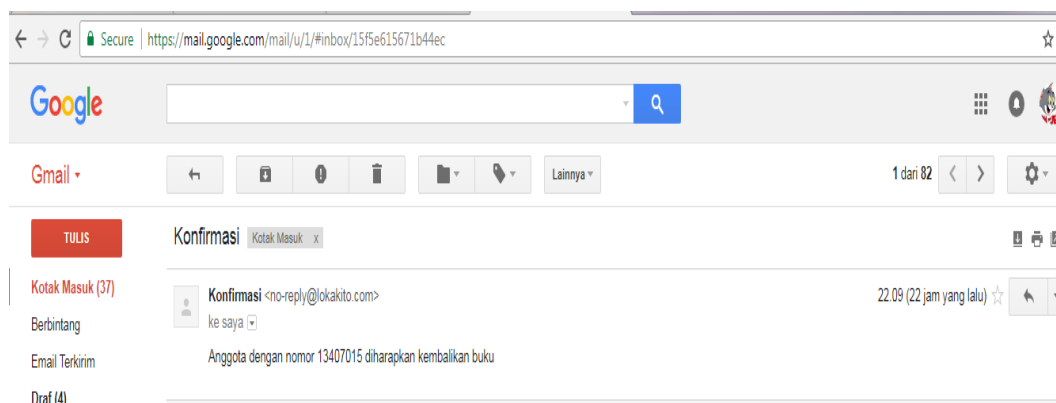 Secure | https://mail.google.com/mail/u/1/#inbox/15f5e615671b44ec
Google
Gmail
Lainnya
1 dari 82
TULIS
Konfirmasi Kotak Masuk x
Kotak Masuk (37)
Konfirmasi <no-reply@lokakito.com>
22.09 (22 jam yang lalu)
ke saya
Berbintang
Anggota dengan nomor 13407015 diharapkan kembalikan buku
Email Terkirim
Draf (4)